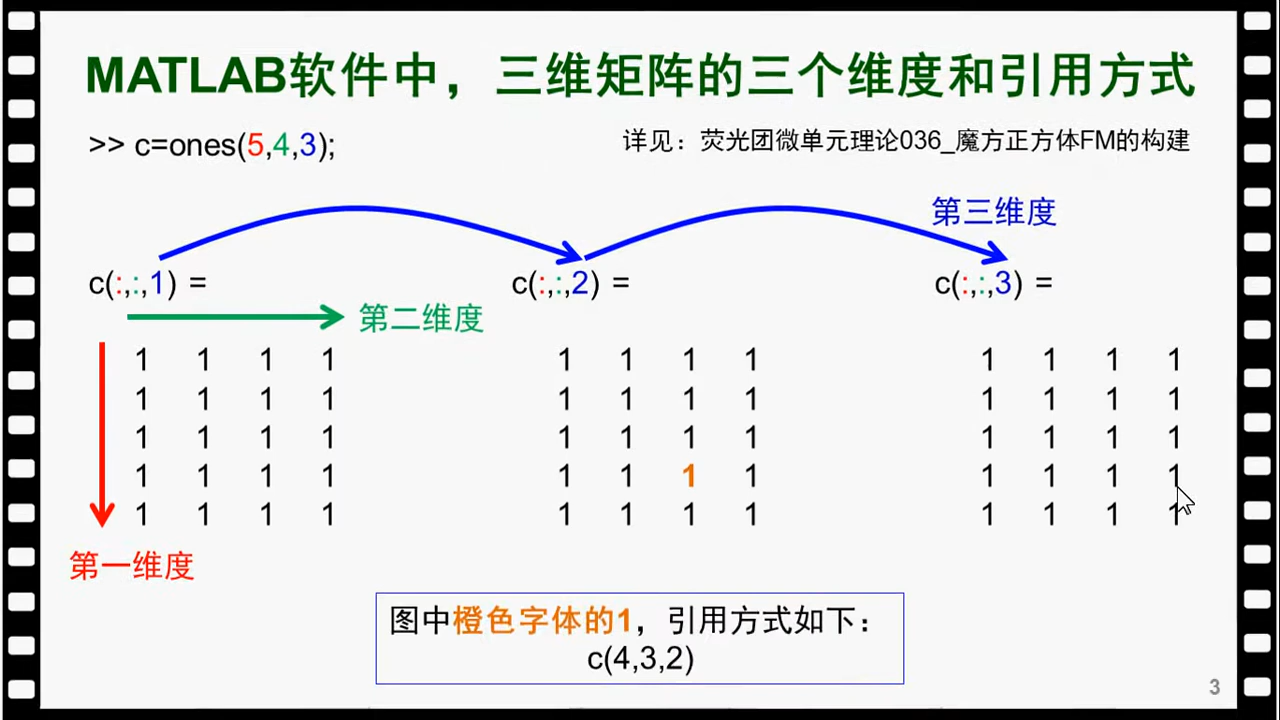 MATLAB软件中，三维矩阵的三个维度和引用方式
>> c=ones(5,4,3);
详见：荧光团微单元理论036_魔方正方体FM的构建
第三维度
c(:,:,1) =
c(:,:,2) =
c(:,:,3) =
第二维度
1 1 1 1 1 1 1 1 1 1 1 1
1 1 1 1 1 1 1 1 1 1 1 1
1 1 1 1 1 1 1 1 1 1 1 1
1 1 1 1 1 1 1 1 1 1 1 1
1 1 1 1 1 1 1 1 1 1 1 1
第一维度
图中橙色字体的1，引用方式如下：
c(4,3,2)
3